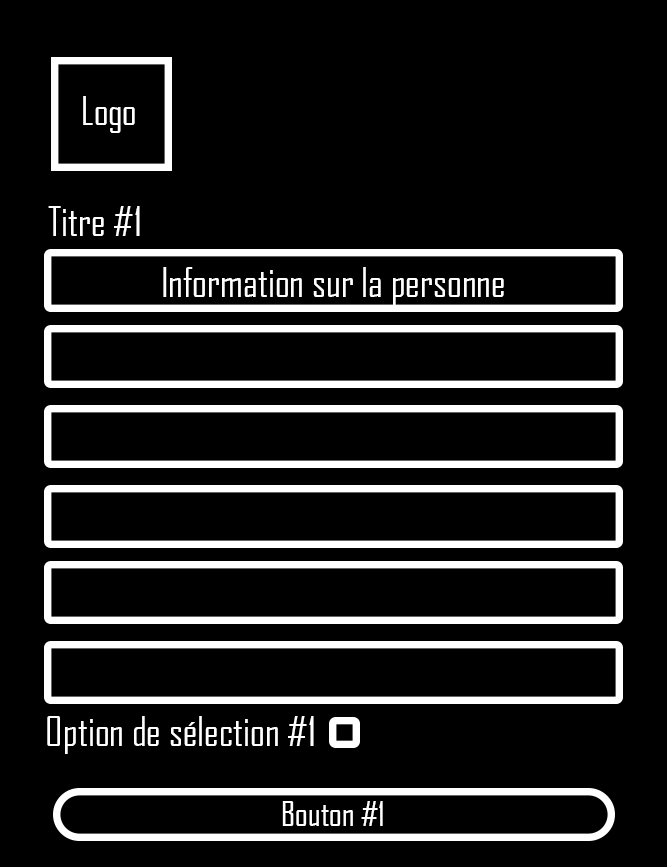 Logo
Titre #1
Information sur la personne
Option de sélection #1
Bouton #1